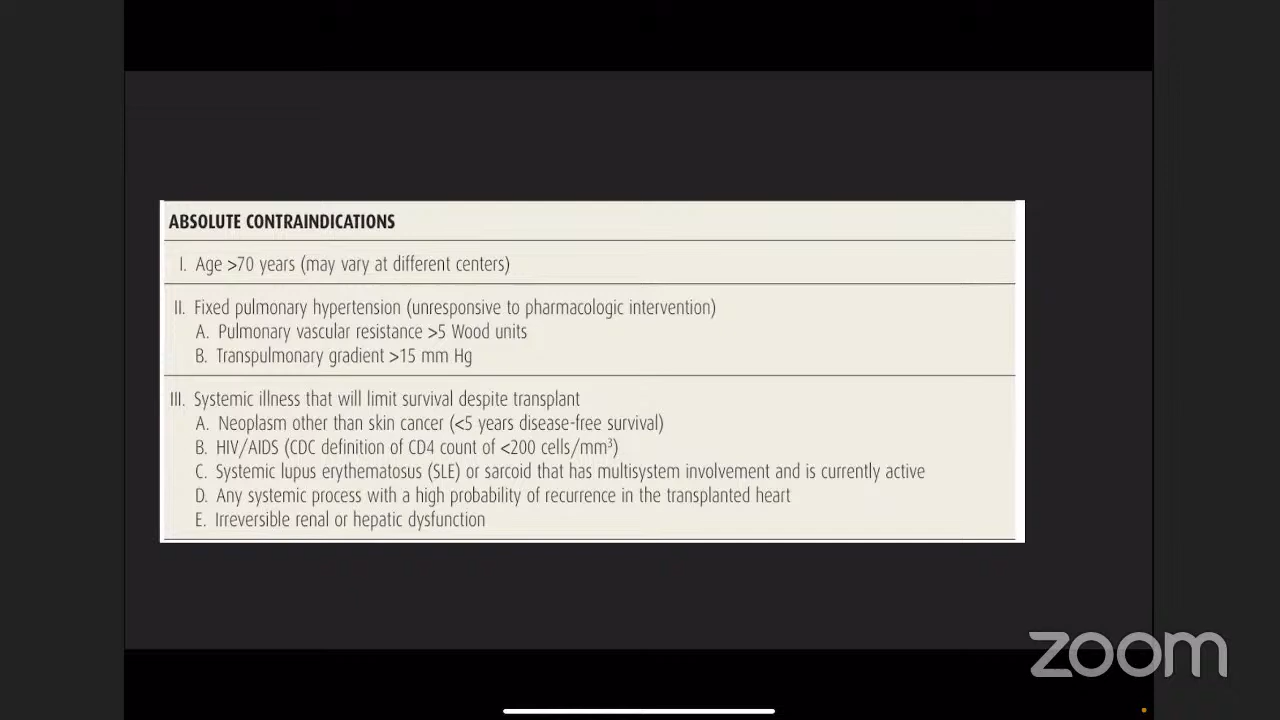 ABSOLUTE CONTRAINDICATIONS
I. Age >70 years (may vary at different centers)
II. Fixed pulmonary hypertension (unresponsive to pharmacologic intervention)
A. Pulmonary vascular resistance >5 Wood units
B. Transpulmonary gradient >15 mm Hg
III. Systemic illness that will limit survival despite transplant
A. Neoplasm other than skin cancer (<5 years disease-free survival)
B. HIV/AIDS (CDC definition of CD4 count of <200 cells/mm³)
C. Systemic lupus erythematosus (SLE) or sarcoid that has multisystem involvement and is currently active
D. Any systemic process with a high probability of recurrence in the transplanted heart
E. Irreversible renal or hepatic dysfunction
zoom